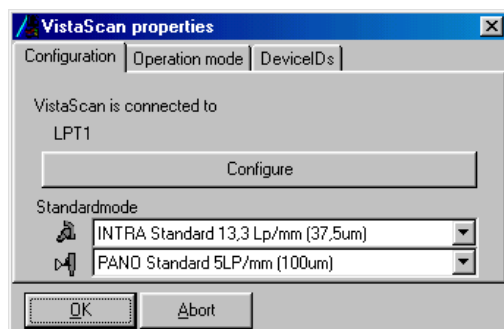 VistaScan properties
Configuration Operation mode DeviceIDs
VistaScan is connected to
LPT1
Configure
Standardmode
INTRA Standard 13,3 Lp/mm (37,5um)
PANO Standard 5LP/mm (100um)
OK Abort